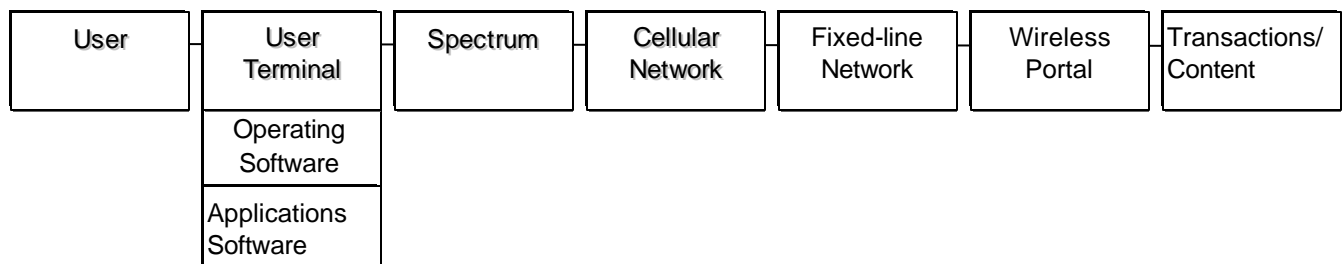 User
User
Terminal
Spectrum
Cellular
Network
Fixed-line
Network
Wireless
Portal
Transactions/
Content
Operating
Software
Applications
Software